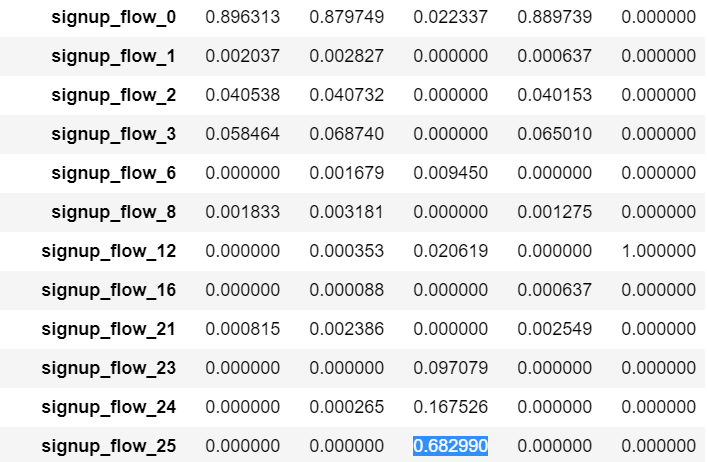 signup_flow_0 0.896313 0.879749 0.022337 0.889739 0.000000
signup_flow_1 0.002037 0.002827 0.000000 0.000637 0.000000
signup_flow_2 0.040538 0.040732 0.000000 0.040153 0.000000
signup_flow_3 0.058464 0.068740 0.000000 0.065010 0.000000
signup_flow_6 0.000000 0.001679 0.009450 0.000000 0.000000
signup_flow_8 0.001833 0.003181 0.000000 0.001275 0.000000
signup_flow_12 0.000000 0.000353 0.020619 0.000000 1.000000
signup_flow_16 0.000000 0.000088 0.000000 0.000637 0.000000
signup_flow_21 0.000815 0.002386 0.000000 0.002549 0.000000
signup_flow_23 0.000000 0.000000 0.097079 0.000000 0.000000
signup_flow_24 0.000000 0.000265 0.167526 0.000000 0.000000
signup_flow_25 0.000000 0.000000 0.682990 0.000000 0.000000